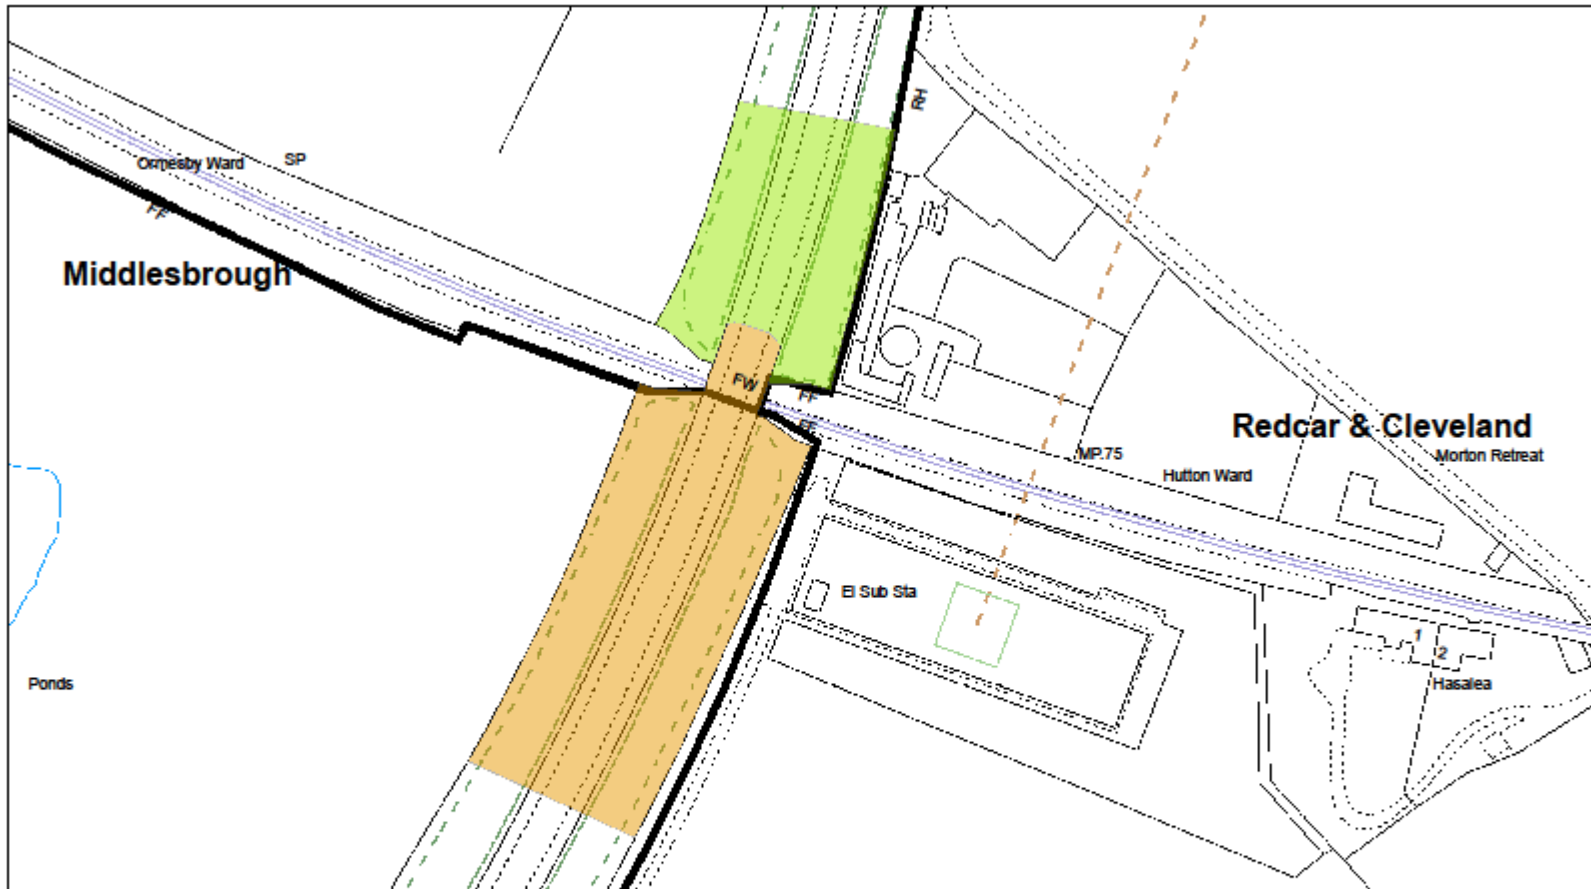 RH
Ormesby Ward
SP
FF
Middlesbrough
FW
FF
FF
Redcar & Cleveland
MP.75
Morton Retreat
Hutton Ward
El Sub Sta
1
2
Ponds
Hasalea